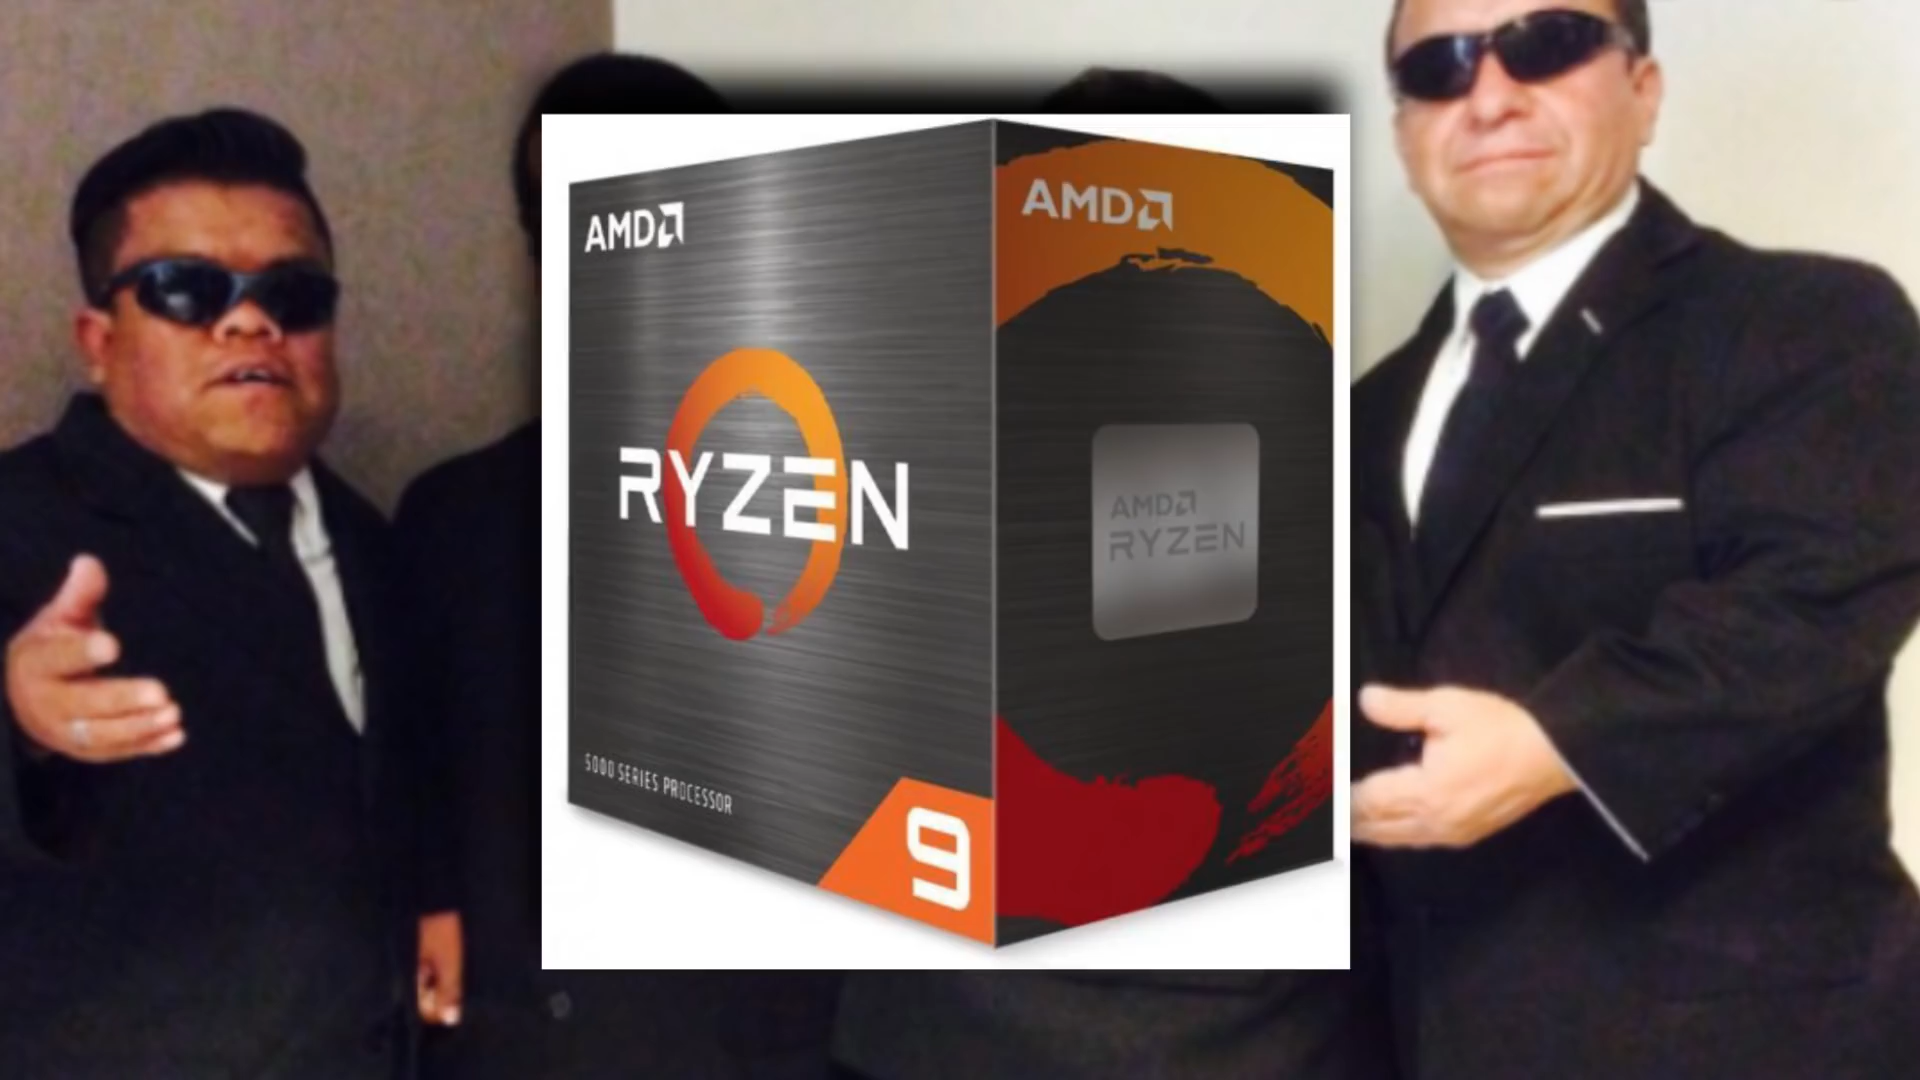 AMD
RYZEN
5000 SERIES PROCESSOR
9
AMD
AMD
RYZEN